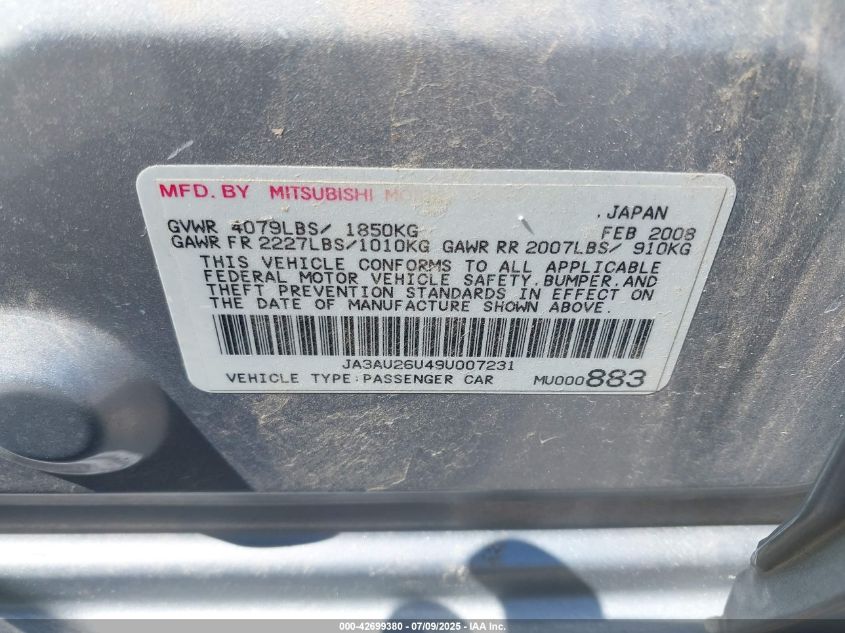 MFD. BY MITSUBISHI
. JAPAN
GVWR 4079LBS/ 1850KG FEB 2008
GAWR FR 2227LBS/1010KG GAWR RR 2007LBS/ 910KG
THIS VEHICLE CONFORMS TO ALL APPLICABLE
FEDERAL MOTOR VEHICLE SAFETY, BUMPER, AND
THEFT PREVENTION STANDARDS IN EFFECT ON
THE DATE OF MANUFACTURE SHOWN ABOVE.
JA3AU26U49U007231
VEHICLE TYPE:PASSENGER CAR MU000883
000-42699380 - 07/09/2025 - IAA Inc.